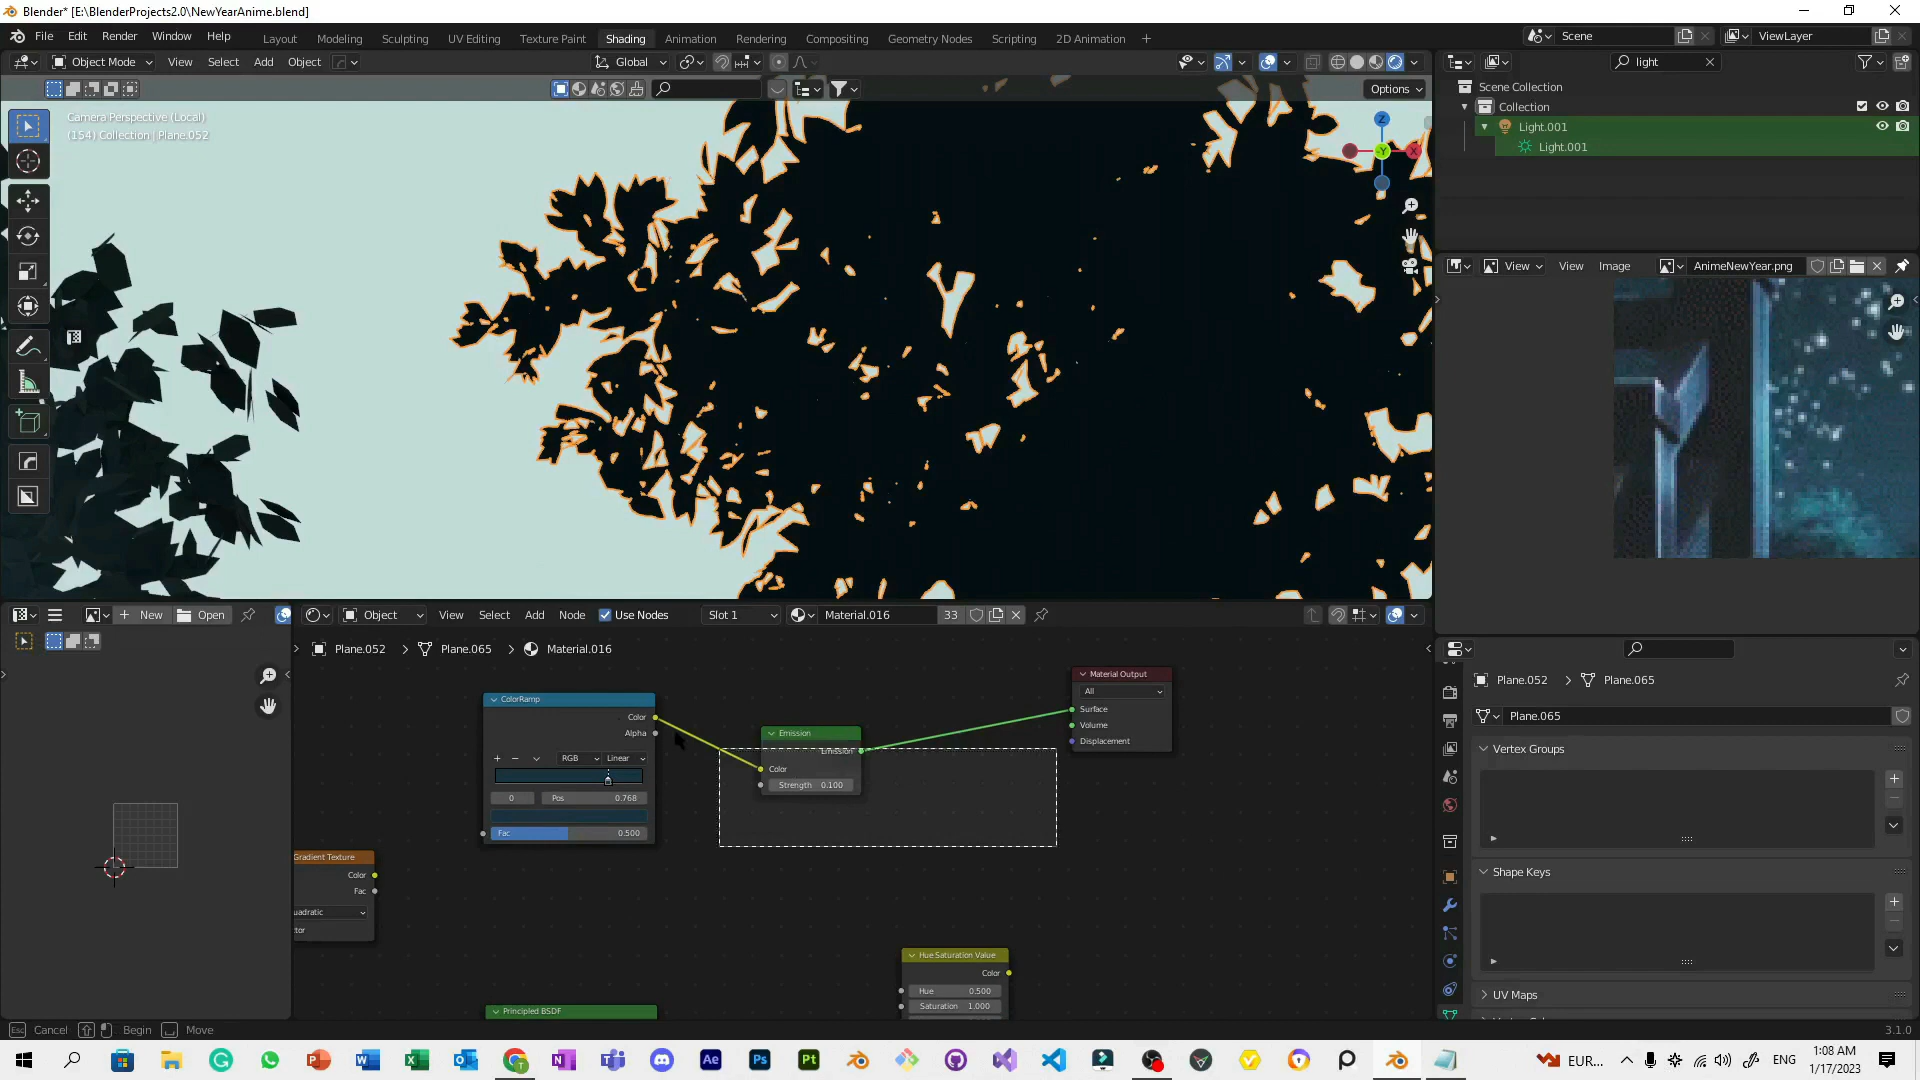 Blender* [E:\BlenderProjects2.0\NewYearAnime.blend]
File Edit Render Window Help
Layout Modeling Sculpting UV Editing Texture Paint Shading Animation Rendering Compositing Geometry Nodes Scripting 2D Animation +
Scene
ViewLayer
Object Mode View Select Add Object
Global
light
Options
Scene Collection
Collection
Light.001
Light.001
Camera Perspective (Local)
(154) Collection | Plane.052
Z
-Y
X
View View Image AnimeNewYear.png
New Open
Object View Select Add Node Use Nodes Slot 1 Material.016 33
Plane.052 > Plane.065 > Material.016
ColorRamp
Color
Alpha
RGB Linear
0 Pos 0.768
Fac 0.500
Emission
Emission
Color
Strength 0.100
Material Output
All
Surface
Volume
Displacement
Gradient Texture
Color
Fac
uadratic
tor
Hue Saturation Value
Color
Hue 0.500
Saturation 1.000
Principled BSDF
Plane.052 > Plane.065
Plane.065
Vertex Groups
Shape Keys
UV Maps
Esc Cancel Begin Move
3.1.0
EUR...
ENG
1:08 AM
1/17/2023